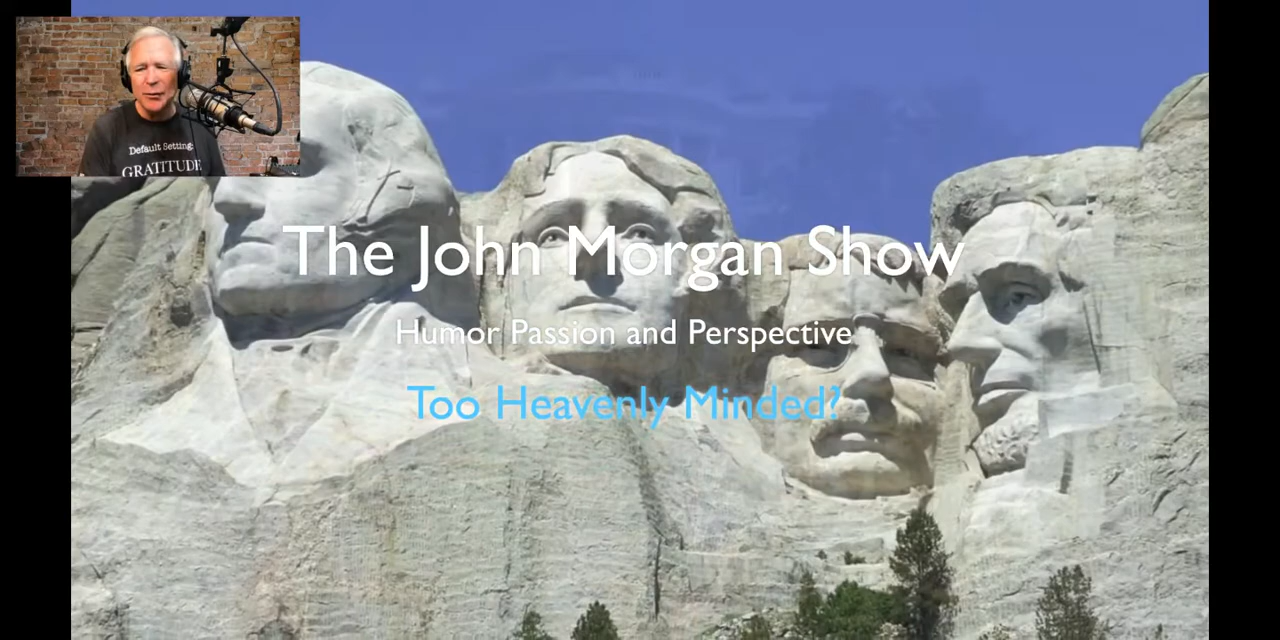 Default Setting:
GRATITUDE
The John Morgan Show
Humor Passion and Perspective
Too Heavenly Minded?